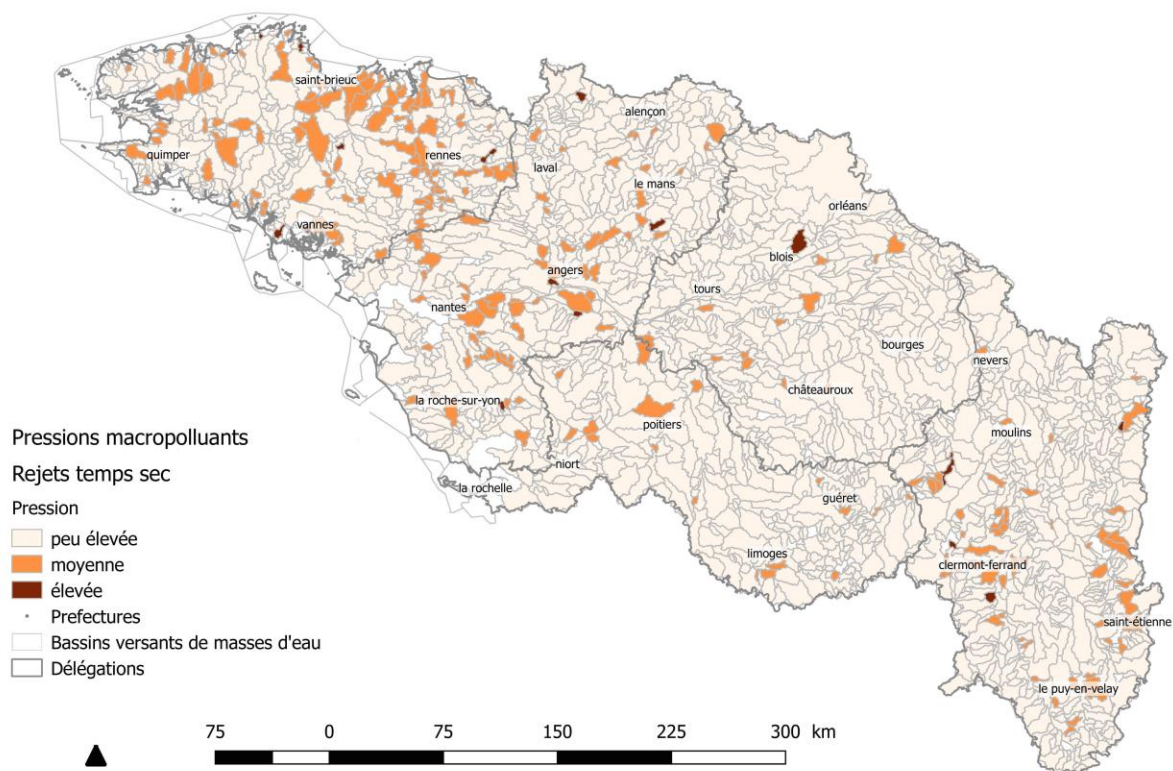 saint-brieuc
alençon
quimper
rennes
laval
le mans
orléans
vannes
blois
angers
tours
nantes
bourges
nevers
châteauroux
la roche-sur-yon
poitiers
moulins
niort
la rochelle
guéret
limoges
clermont-ferrand
saint-étienne
le puy-en-velay
Pressions macropolluants
Rejets temps sec
Pression
peu élevée
moyenne
élevée
Prefectures
Bassins versants de masses d'eau
Délégations
75 0 75 150 225 300 km